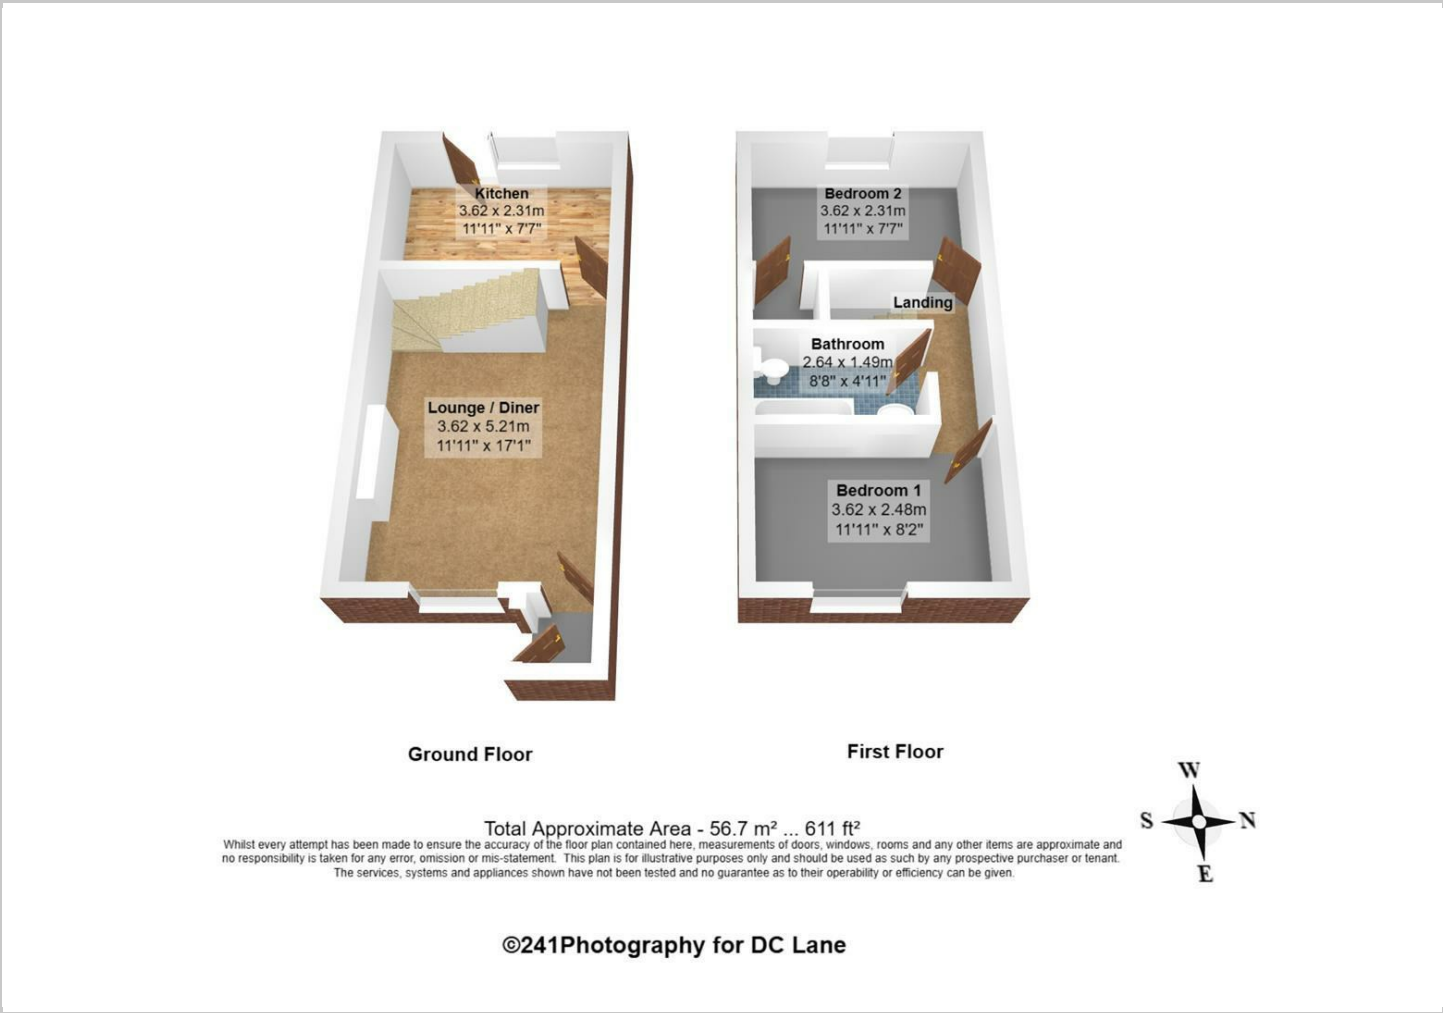 Kitchen
3.62 x 2.31m
11'11" x 7'7"
Lounge / Diner
3.62 x 5.21m
11'11" x 17'1"
Bedroom 2
3.62 x 2.31m
11'11" x 7'7"
Landing
Bathroom
2.64 x 1.49m
8'8" x 4'11"
Bedroom 1
3.62 x 2.48m
11'11" x 8'2"
Ground Floor
First Floor
W
S
N
E
Total Approximate Area - 56.7 m² ... 611 ft²
Whilst every attempt has been made to ensure the accuracy of the floor plan contained here, measurements of doors, windows, rooms and any other items are approximate and
no responsibility is taken for any error, omission or mis-statement. This plan is for illustrative purposes only and should be used as such by any prospective purchaser or tenant.
The services, systems and appliances shown have not been tested and no guarantee as to their operability or efficiency can be given.
©241Photography for DC Lane